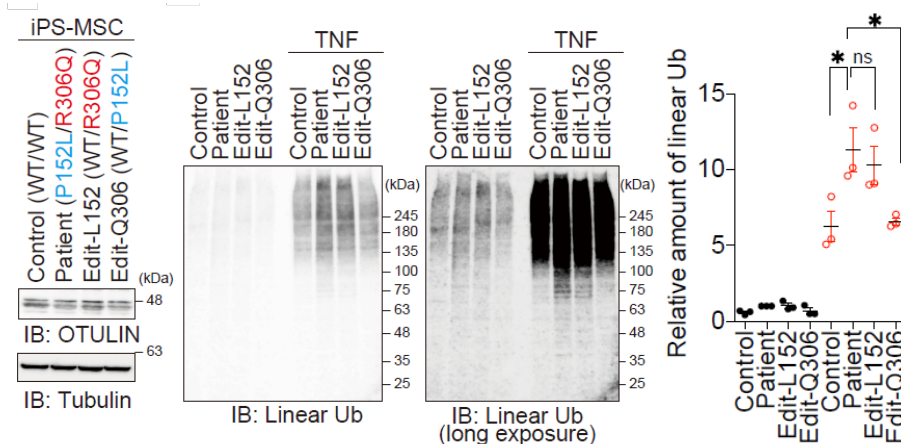 iPS-MSC
Control (WT/WT)
Patient (P152L/R306Q)
Edit-L152 (WT/R306Q)
Edit-Q306 (WT/P152L)
(kDa)
48
IB: OTULIN
63
IB: Tubulin
TNF
Control
Patient
Edit-L152
Edit-Q306
Control
Patient
Edit-L152
Edit-Q306
(kDa)
245
180
135
100
75
63
48
35
25
IB: Linear Ub
TNF
Control
Patient
Edit-L152
Edit-Q306
Control
Patient
Edit-L152
Edit-Q306
(kDa)
245
180
135
100
75
63
48
35
25
IB: Linear Ub
(long exposure)
Relative amount of linear Ub
*
* ns
15
10
5
0
Control
Patient
Edit-L152
Edit-Q306
Control
Patient
Edit-L152
Edit-Q306